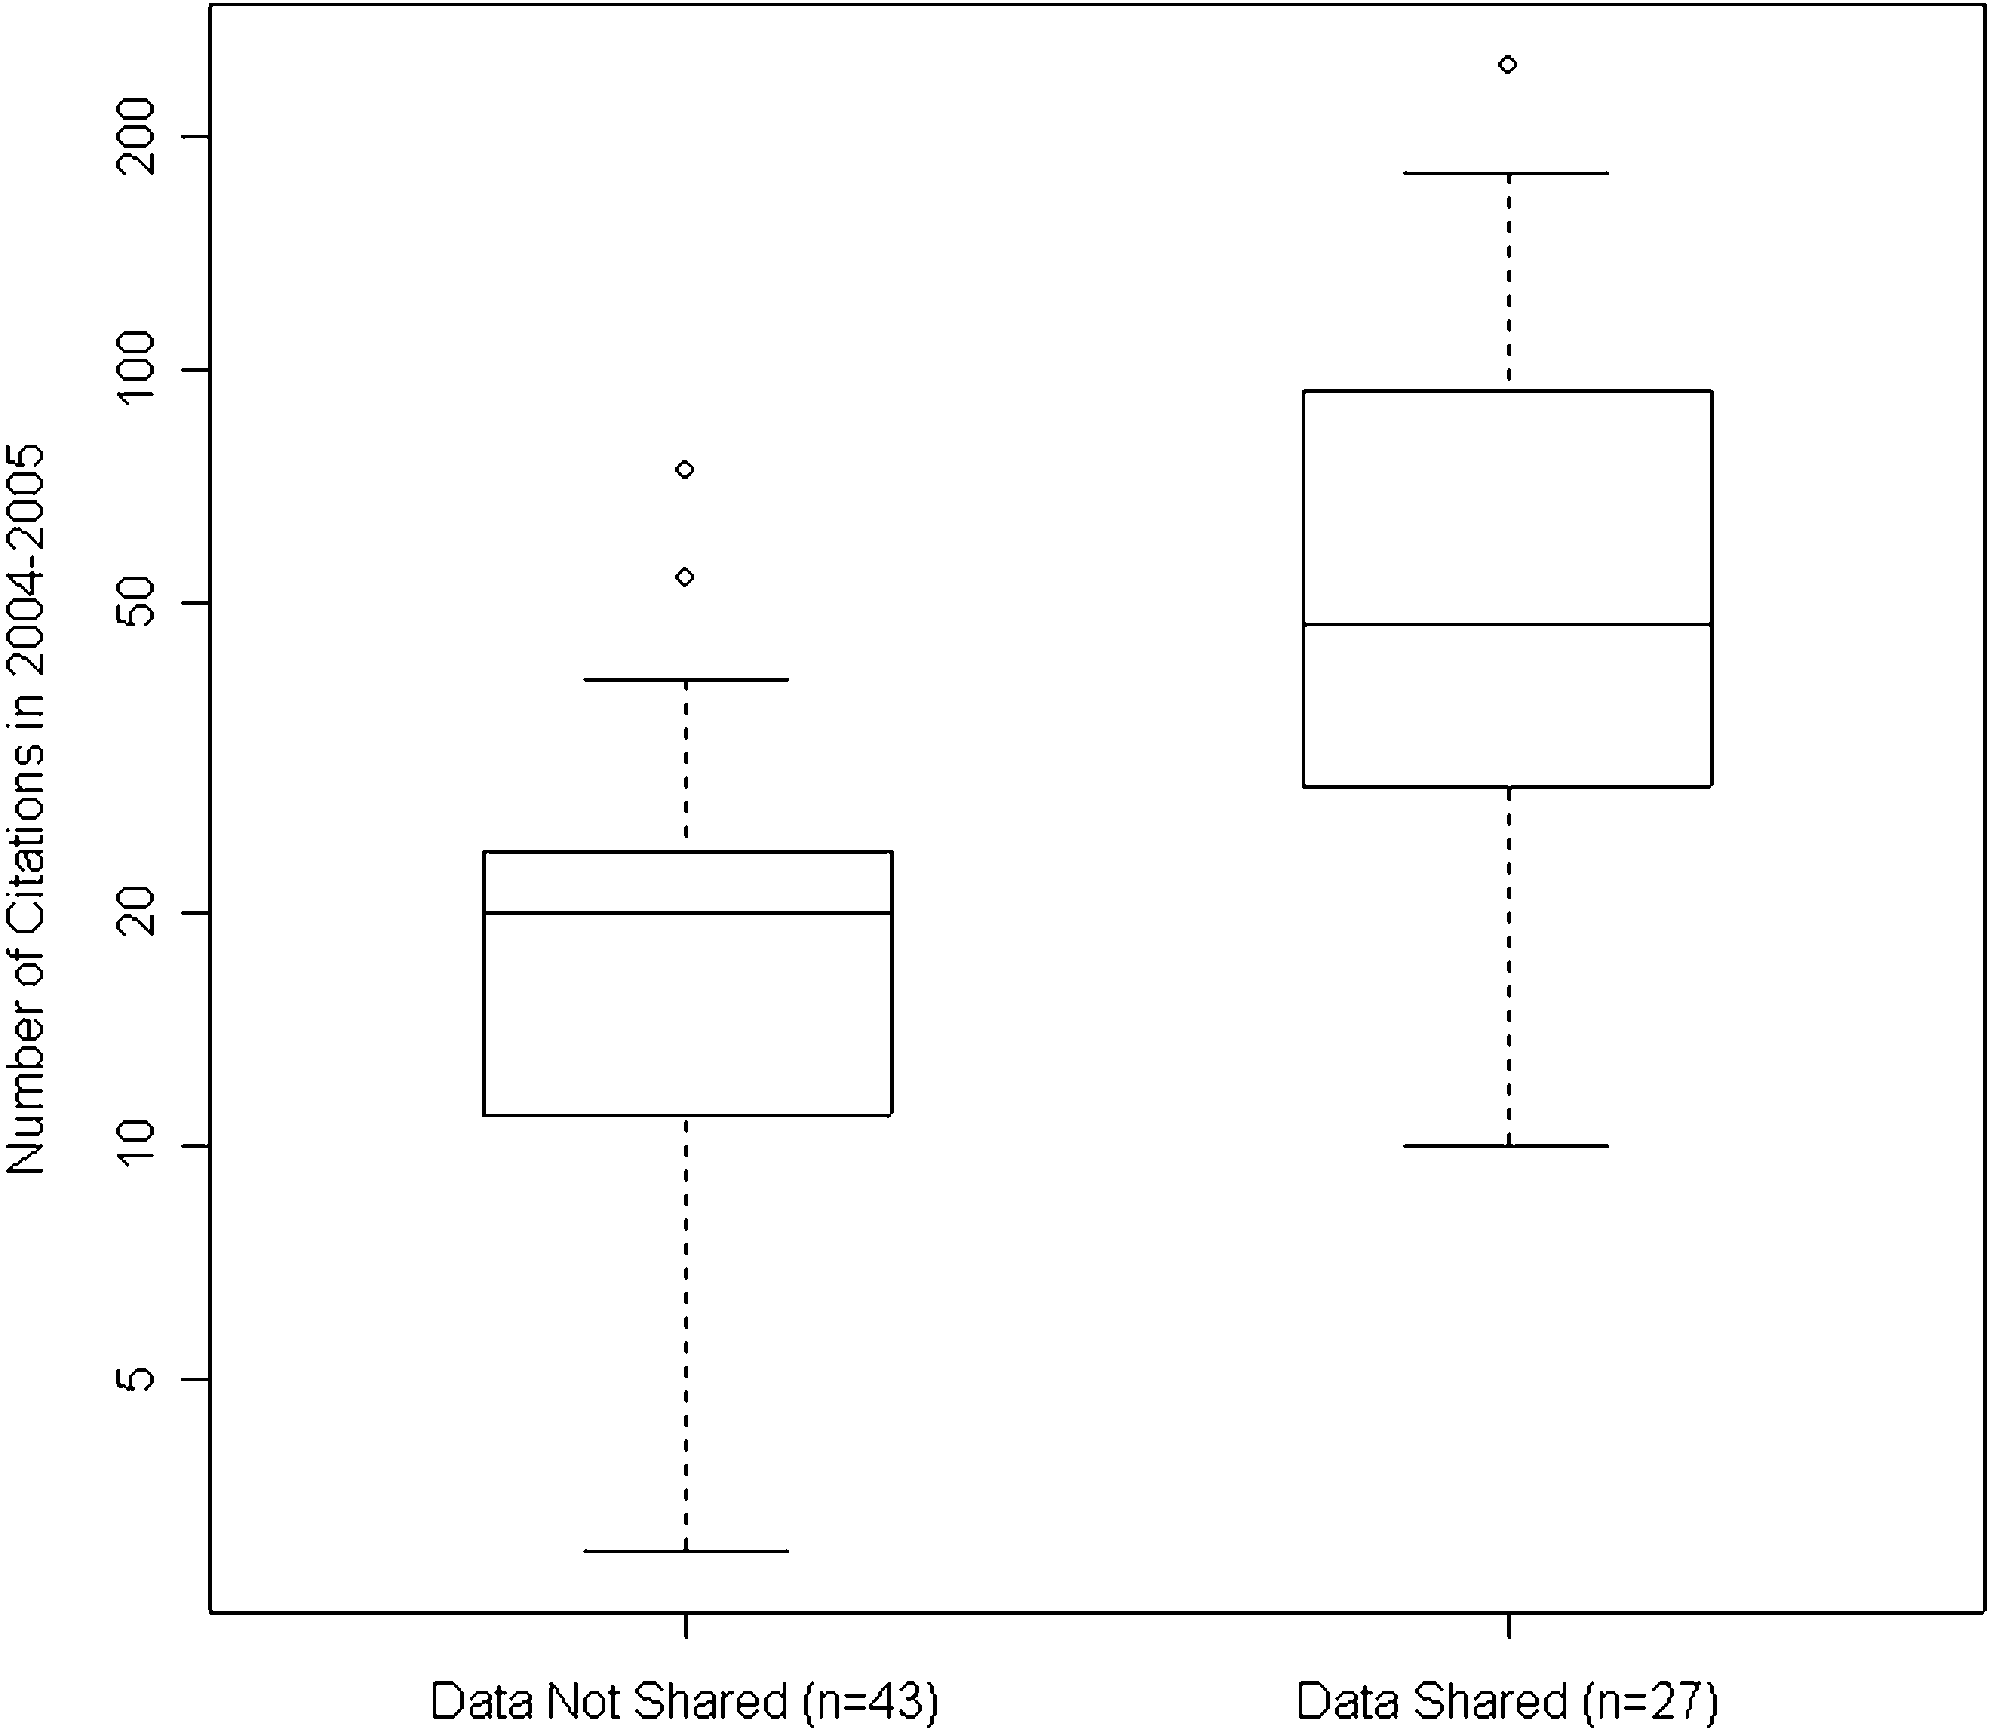 Number of Citations in 2004-2005
200
100
50
20
10
5
Data Not Shared (n=43)
Data Shared (n=27)